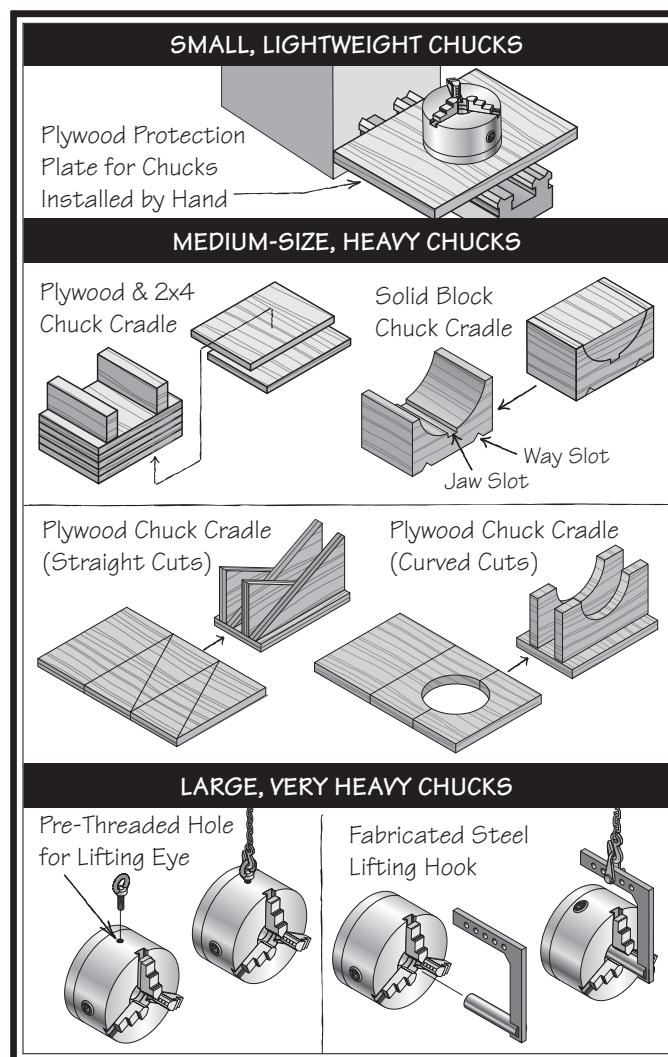 SMALL, LIGHTWEIGHT CHUCKS
Plywood Protection
Plate for Chucks
Installed by Hand
MEDIUM-SIZE, HEAVY CHUCKS
Plywood & 2x4
Chuck Cradle
Solid Block
Chuck Cradle
Way Slot
Jaw Slot
Plywood Chuck Cradle
(Straight Cuts)
Plywood Chuck Cradle
(Curved Cuts)
LARGE, VERY HEAVY CHUCKS
Pre-Threaded Hole
for Lifting Eye
Fabricated Steel
Lifting Hook